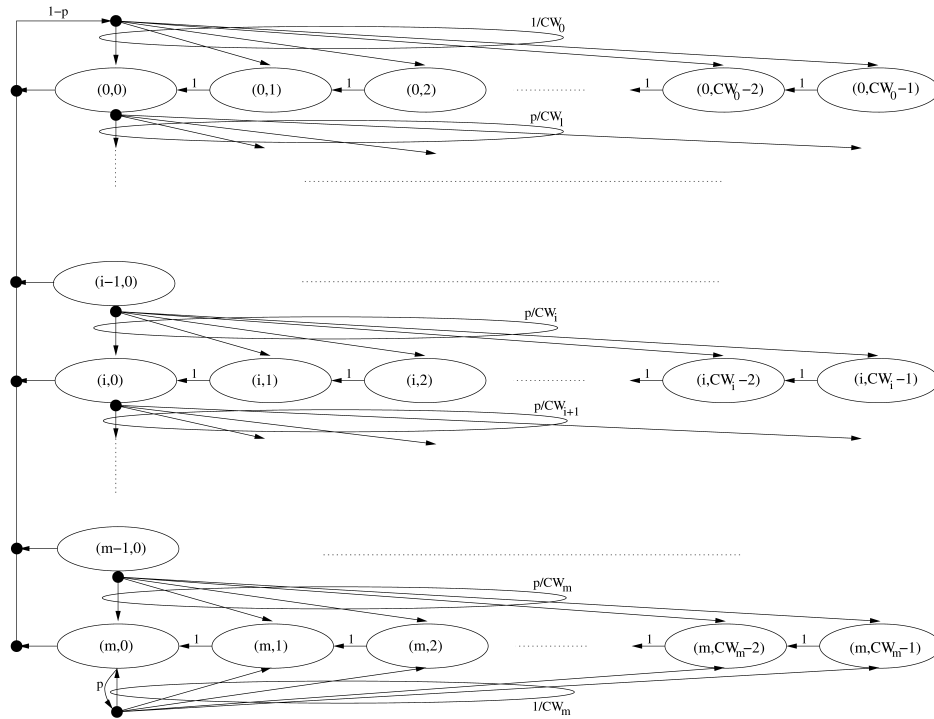 1−p
1/CW₀
(0,0) 1 (0,1) 1 (0,2) 1 (0,CW₀−2) 1 (0,CW₀−1)
p/CW₁
(i−1,0)
p/CWᵢ
(i,0) 1 (i,1) 1 (i,2) 1 (i,CWᵢ−2) 1 (i,CWᵢ−1)
p/CWᵢ₊₁
(m−1,0)
p/CWₘ
(m,0) 1 (m,1) 1 (m,2) 1 (m,CWₘ−2) 1 (m,CWₘ−1)
p
1/CWₘ